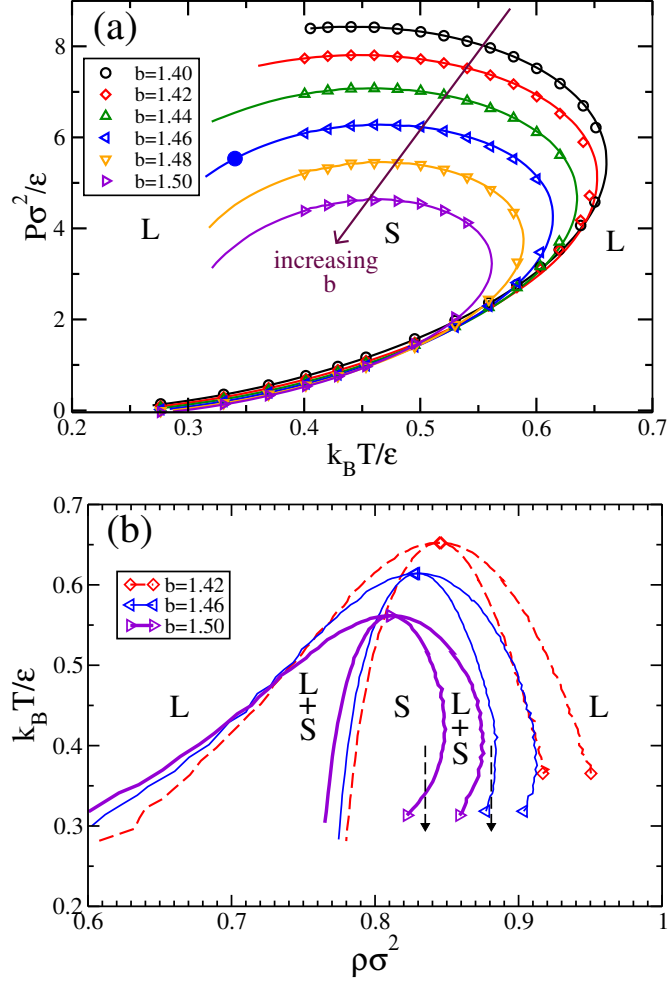 (a)
8
6
4
2
0
Pσ²/ε
b=1.40
b=1.42
b=1.44
b=1.46
b=1.48
b=1.50
L
S
L
increasing
b
0.2
0.3
0.4
0.5
0.6
0.7
k_BT/ε
(b)
0.7
0.6
0.5
0.4
0.3
0.2
k_BT/ε
b=1.42
b=1.46
b=1.50
L
L
+
S
S
L
+
S
L
0.6
0.7
0.8
0.9
1
ρσ²